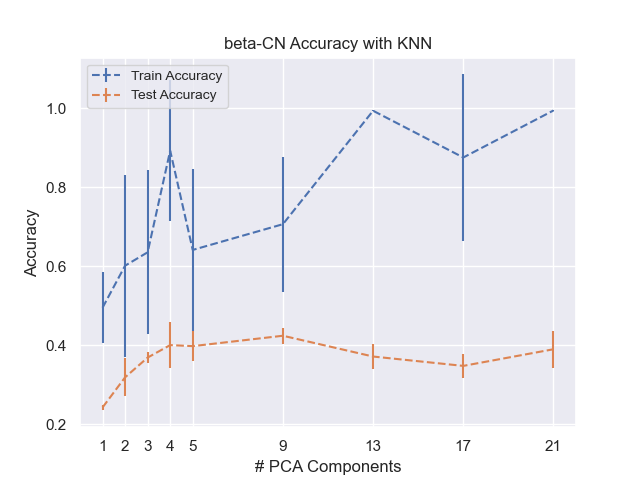 beta-CN Accuracy with KNN
Train Accuracy
Test Accuracy
1.0
0.8
0.6
0.4
0.2
Accuracy
1 2 3 4 5 9 13 17 21
# PCA Components